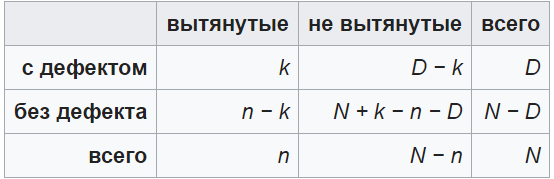 вытянутые не вытянутые всего
с дефектом k D − k D
без дефекта n − k N + k − n − D N − D
всего n N − n N